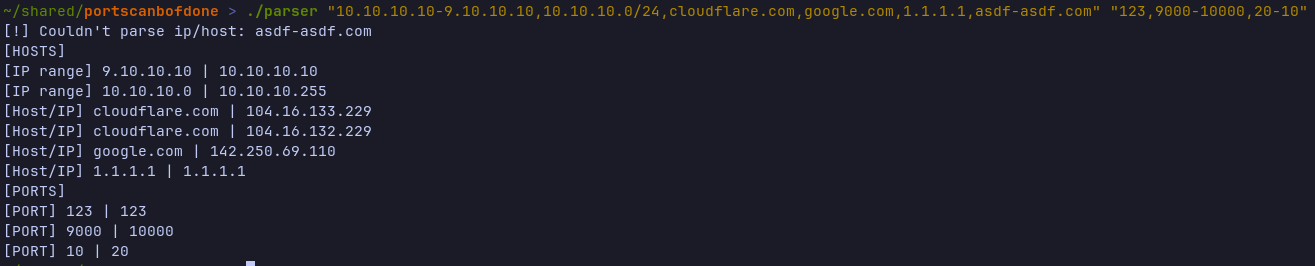 ~/shared/portscanbofdone > ./parser "10.10.10.10-9.10.10.10,10.10.10.0/24,cloudflare.com,google.com,1.1.1.1,asdf-asdf.com" "123,9000-10000,20-10"
[!] Couldn't parse ip/host: asdf-asdf.com
[HOSTS]
[IP range] 9.10.10.10 | 10.10.10.10
[IP range] 10.10.10.0 | 10.10.10.255
[Host/IP] cloudflare.com | 104.16.133.229
[Host/IP] cloudflare.com | 104.16.132.229
[Host/IP] google.com | 142.250.69.110
[Host/IP] 1.1.1.1 | 1.1.1.1
[PORTS]
[PORT] 123 | 123
[PORT] 9000 | 10000
[PORT] 10 | 20